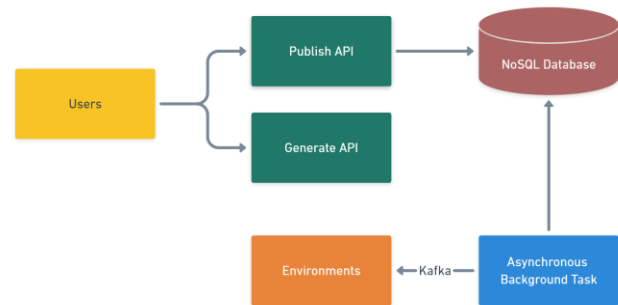 Publish API
NoSQL Database
Users
Generate API
Environments
Kafka
Asynchronous
Background Task